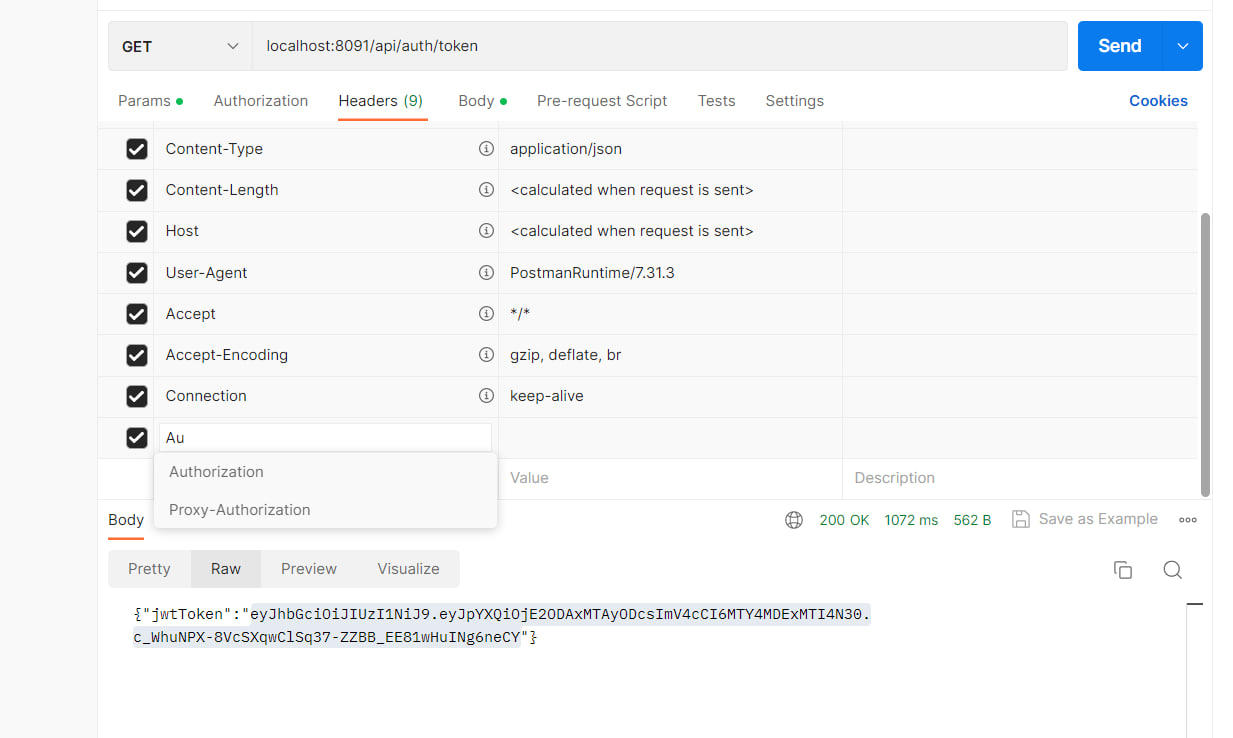 GET localhost:8091/api/auth/token Send
Params Authorization Headers (9) Body Pre-request Script Tests Settings Cookies
Content-Type application/json
Content-Length <calculated when request is sent>
Host <calculated when request is sent>
User-Agent PostmanRuntime/7.31.3
Accept */*
Accept-Encoding gzip, deflate, br
Connection keep-alive
Au
Authorization
Value Description
Proxy-Authorization
Body 200 OK 1072 ms 562 B Save as Example
Pretty Raw Preview Visualize
{"jwtToken":"eyJhbGciOiJIUzI1NiJ9.eyJpYXQiOjE2ODAxMTAyODcsImV4cCI6MTY4MDExMTI4N30.
c_WhuNPX-8VcSXqwClSq37-ZZBB_EE81wHuINg6neCY"}